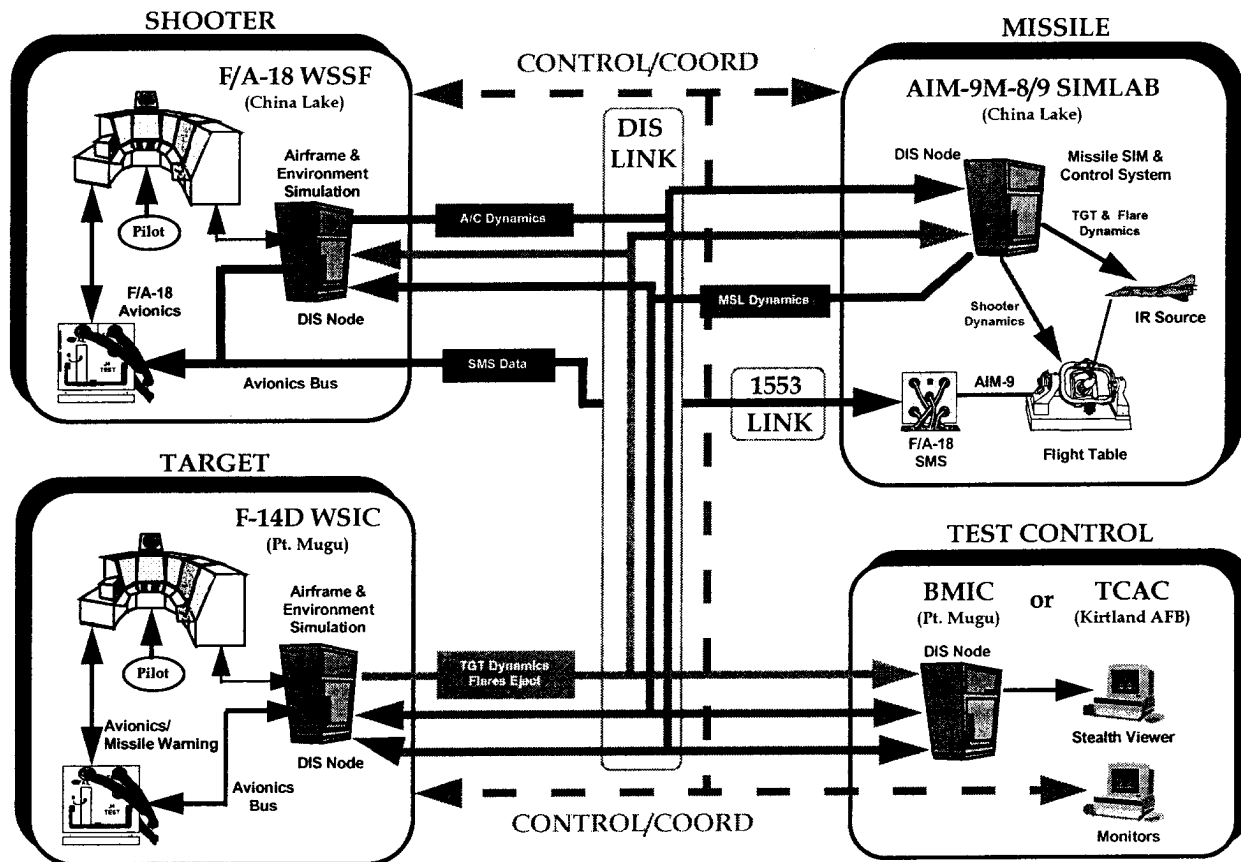 SHOOTER
F/A-18 WSSF
(China Lake)
Airframe &
Environment
Simulation
Pilot
F/A-18
Avionics
DIS Node
Avionics Bus
TEST
CONTROL/COORD
DIS
LINK
A/C Dynamics
MSL Dynamics
SMS Data
1553
LINK
MISSILE
AIM-9M-8/9 SIMLAB
(China Lake)
DIS Node
Missile SIM &
Control System
TGT & Flare
Dynamics
Shooter
Dynamics
IR Source
AIM-9
F/A-18
SMS
Flight Table
TARGET
F-14D WSIC
(Pt. Mugu)
Airframe &
Environment
Simulation
Pilot
Avionics/
Missile Warning
DIS Node
Avionics
Bus
TEST
TGT Dynamics
Flares Eject
CONTROL/COORD
TEST CONTROL
BMIC or TCAC
(Pt. Mugu) (Kirtland AFB)
DIS Node
Stealth Viewer
Monitors